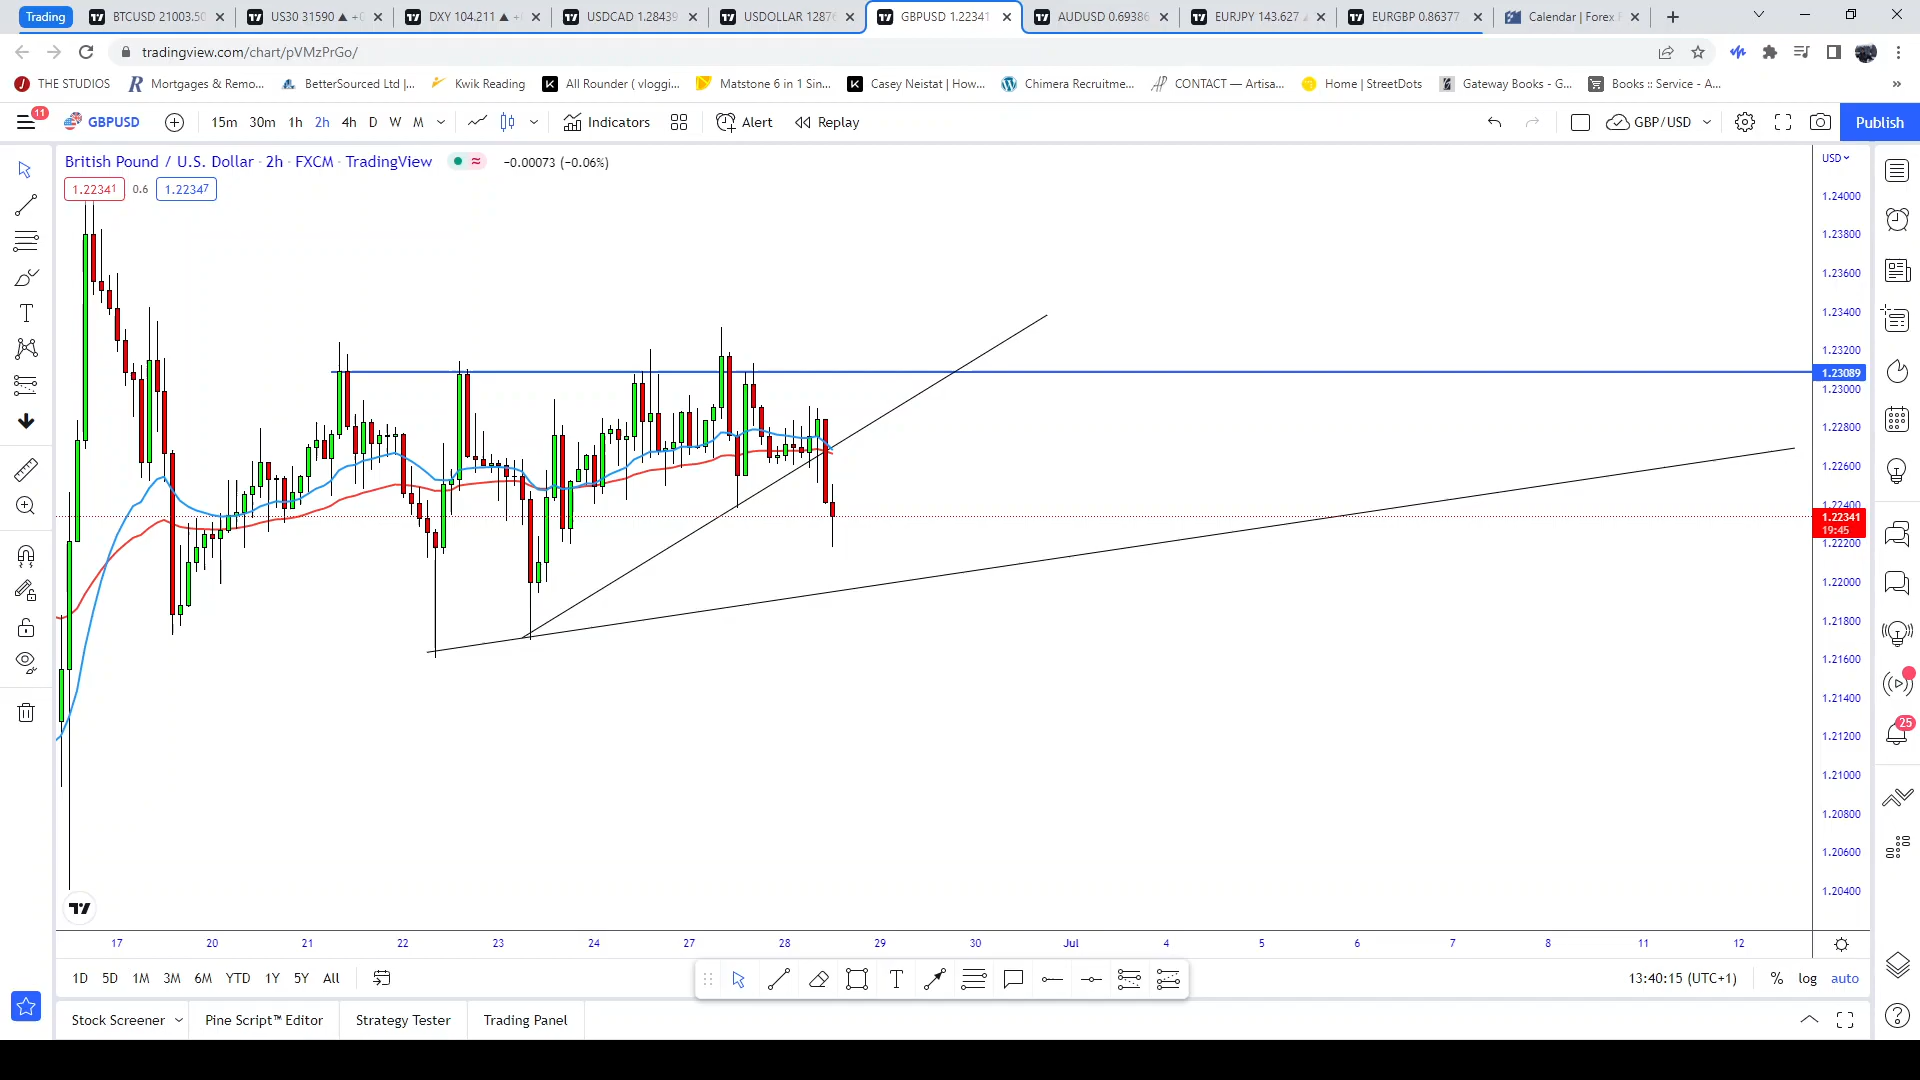 Trading BTCUSD 21003.50 US30 31590 ▲ +0 DXY 104.211 ▲ + USDCAD 1.28439 USDOLLAR 12876 GBPUSD 1.22341 AUDUSD 0.69386 EURJPY 143.627 EURGBP 0.86377 Calendar | Forex
tradingview.com/chart/pVMzPrGo/
THE STUDIOS Mortgages & Remo... BetterSourced Ltd |... Kwik Reading All Rounder ( vloggi... Matstone 6 in 1 Sin... Casey Neistat | How... Chimera Recruitme... CONTACT — Artisa... Home | StreetDots Gateway Books - G... Books :: Service - A... »
11 GBPUSD 15m 30m 1h 2h 4h D W M Indicators Alert Replay GBP/USD Publish
British Pound / U.S. Dollar · 2h · FXCM · TradingView −0.00073 (−0.06%) USD
1.22341 0.6 1.22347
1.24000
1.23800
1.23600
1.23400
1.23200
1.23089
1.23000
1.22800
1.22600
1.22400
1.22341
19:45
1.22200
1.22000
1.21800
1.21600
1.21400
1.21200
1.21000
1.20800
1.20600
1.20400
25
17 20 21 22 23 24 27 28 29 30 Jul 4 5 6 7 8 11 12
1D 5D 1M 3M 6M YTD 1Y 5Y All 13:40:15 (UTC+1) % log auto
Stock Screener Pine Script™ Editor Strategy Tester Trading Panel